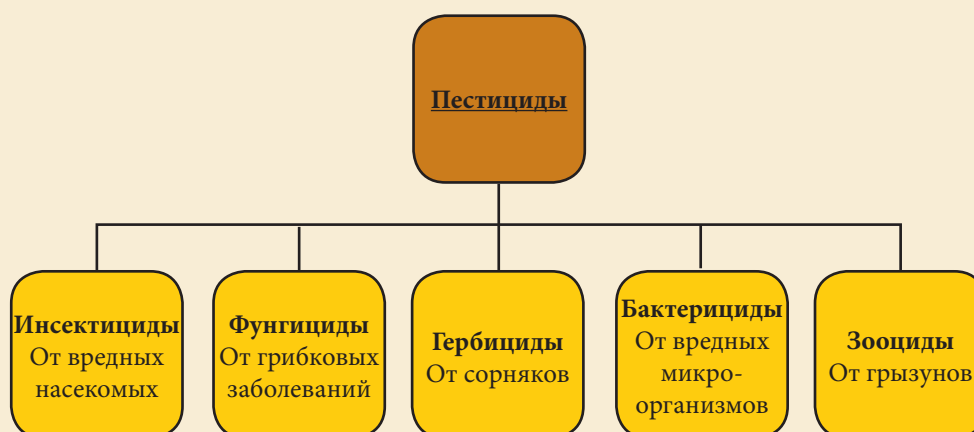 Пестициды
Инсектициды
От вредных
насекомых
Фунгициды
От грибковых
заболеваний
Гербициды
От сорняков
Бактерициды
От вредных
микро-
организмов
Зооциды
От грызунов